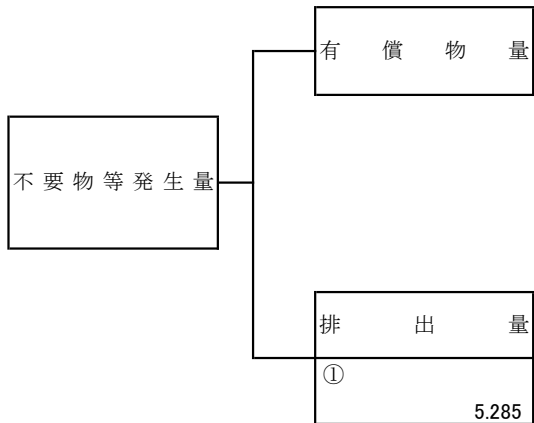 有償物量
不要物等発生量
排出量
①
5.285